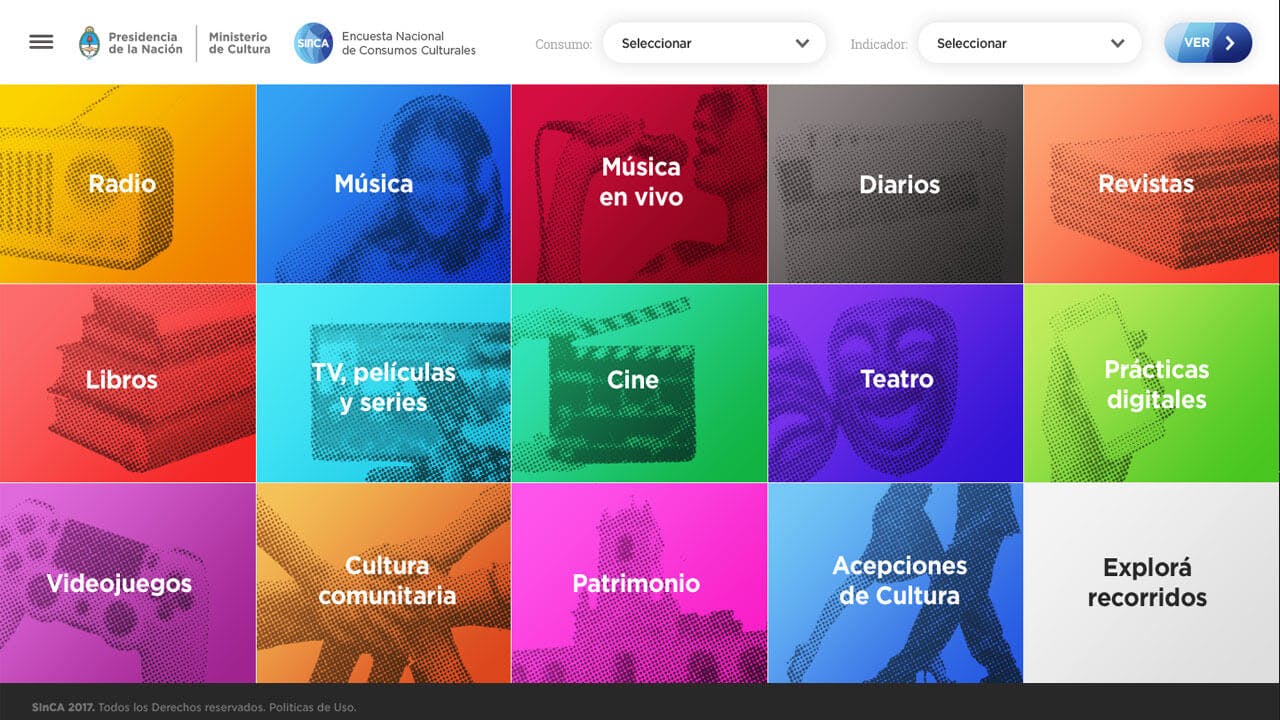 Presidencia
de la Nación
Ministerio
de Cultura
SInCA
Encuesta Nacional
de Consumos Culturales
Consumo:
Seleccionar
Indicador:
Seleccionar
VER
Radio
Música
Música
en vivo
Diarios
Revistas
Libros
TV, películas
y series
Cine
Teatro
Prácticas
digitales
Videojuegos
Cultura
comunitaria
Patrimonio
Acepciones
de Cultura
Explorá
recorridos
SInCA 2017. Todos los Derechos reservados. Politicas de Uso.